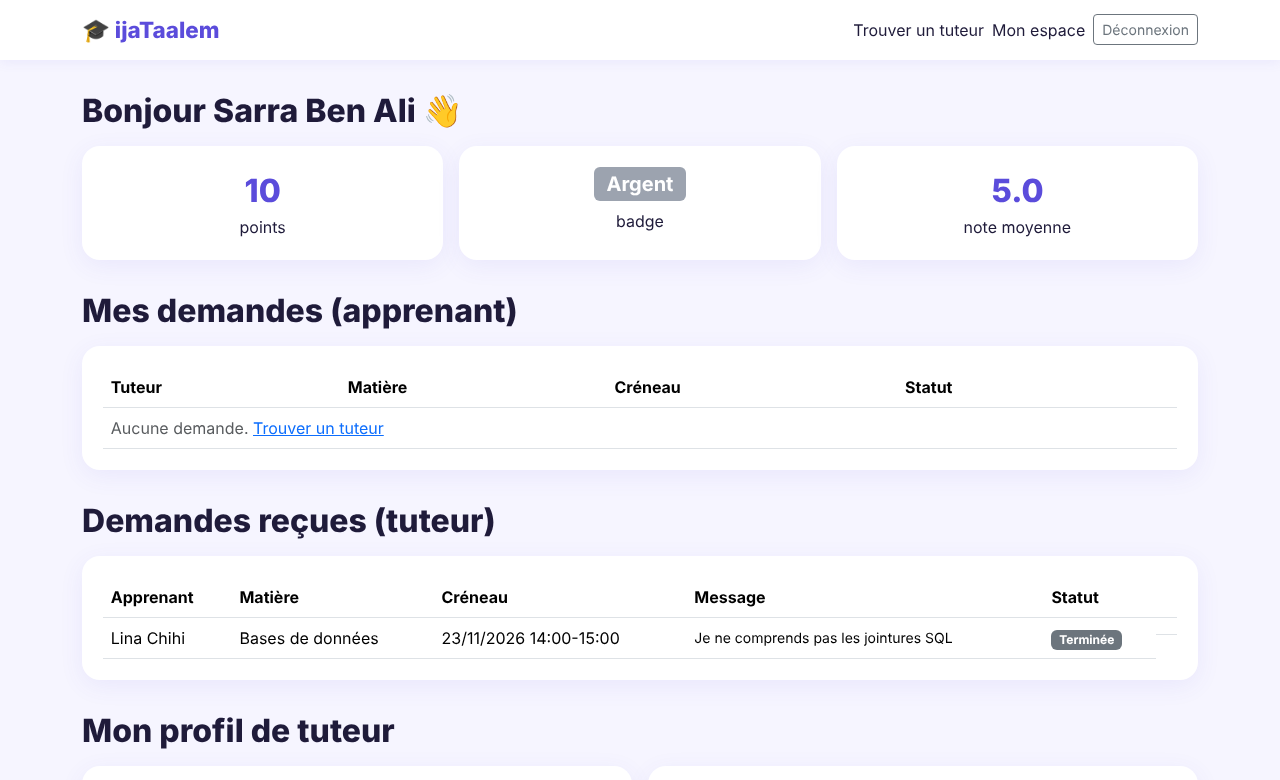 🎓 ijaTaalem
Trouver un tuteur Mon espace Déconnexion
Bonjour Sarra Ben Ali 👋
10
points
Argent
badge
5.0
note moyenne
Mes demandes (apprenant)
Tuteur Matière Créneau Statut
Aucune demande. Trouver un tuteur
Demandes reçues (tuteur)
Apprenant Matière Créneau Message Statut
Lina Chihi Bases de données 23/11/2026 14:00-15:00 Je ne comprends pas les jointures SQL Terminée
Mon profil de tuteur